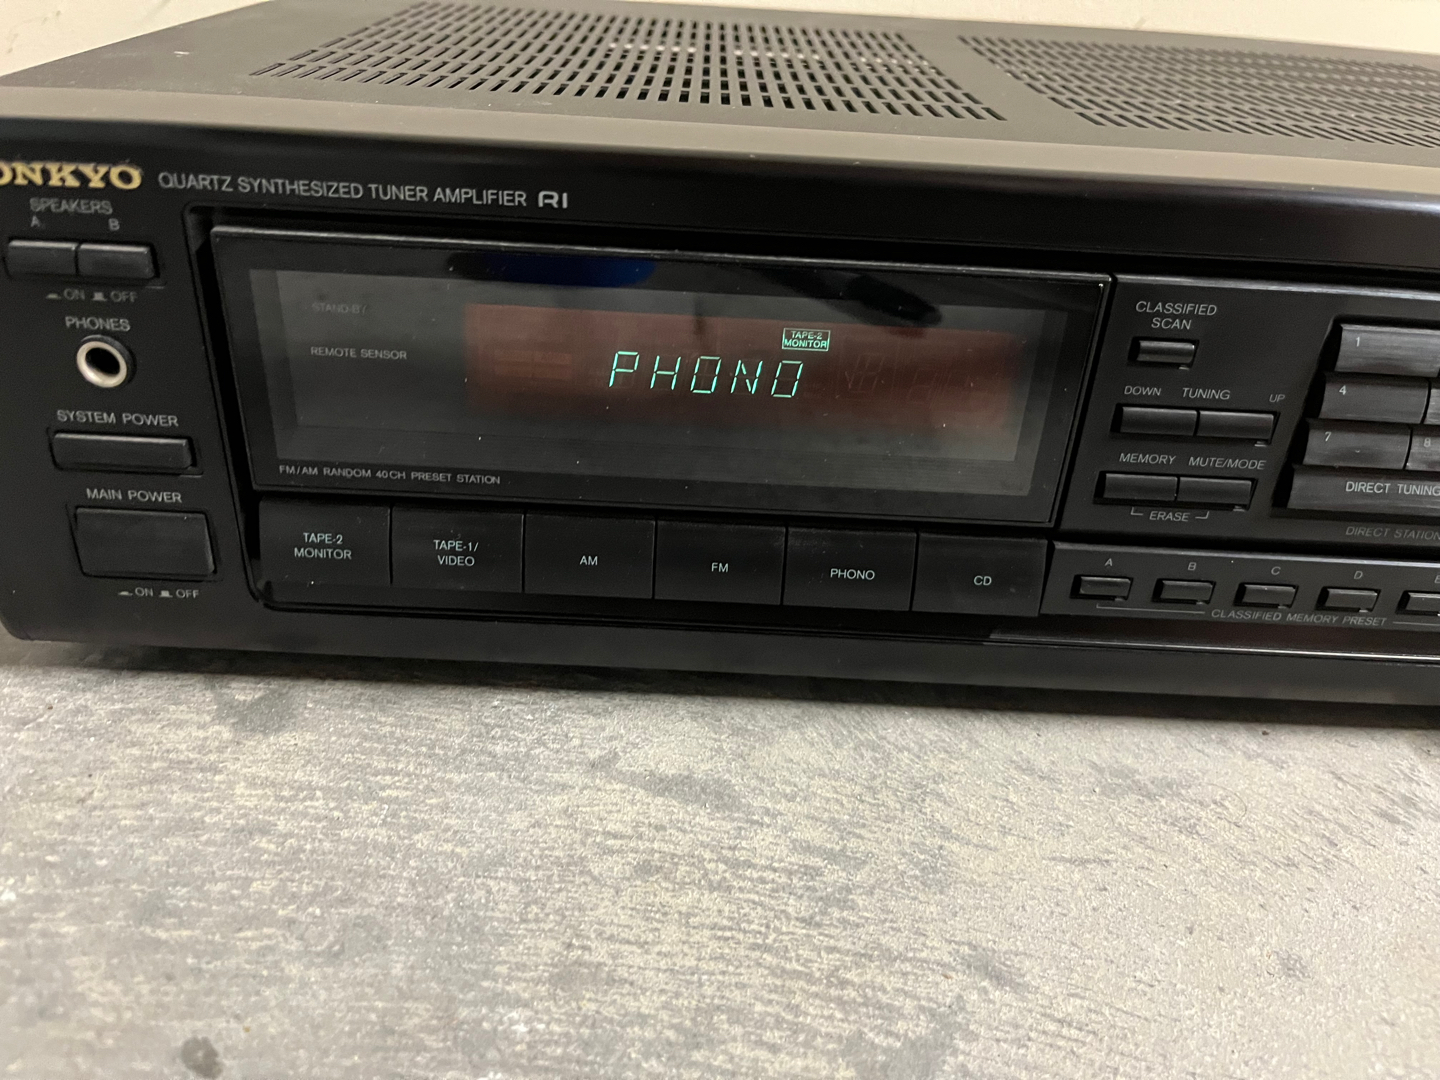 ONKYO QUARTZ SYNTHESIZED TUNER AMPLIFIER RI
SPEAKERS
A B
ON OFF
PHONES
SYSTEM POWER
MAIN POWER
ON OFF
STAND-BY
REMOTE SENSOR
TAPE-2
MONITOR
PHONO
FM/AM RANDOM 40CH PRESET STATION
TAPE-2
MONITOR
TAPE-1/
VIDEO
AM
FM
PHONO
CD
CLASSIFIED
SCAN
DOWN TUNING UP
MEMORY MUTE/MODE
ERASE
1
4
7 8
DIRECT TUNING
DIRECT STATION
A B C D E
CLASSIFIED MEMORY PRESET